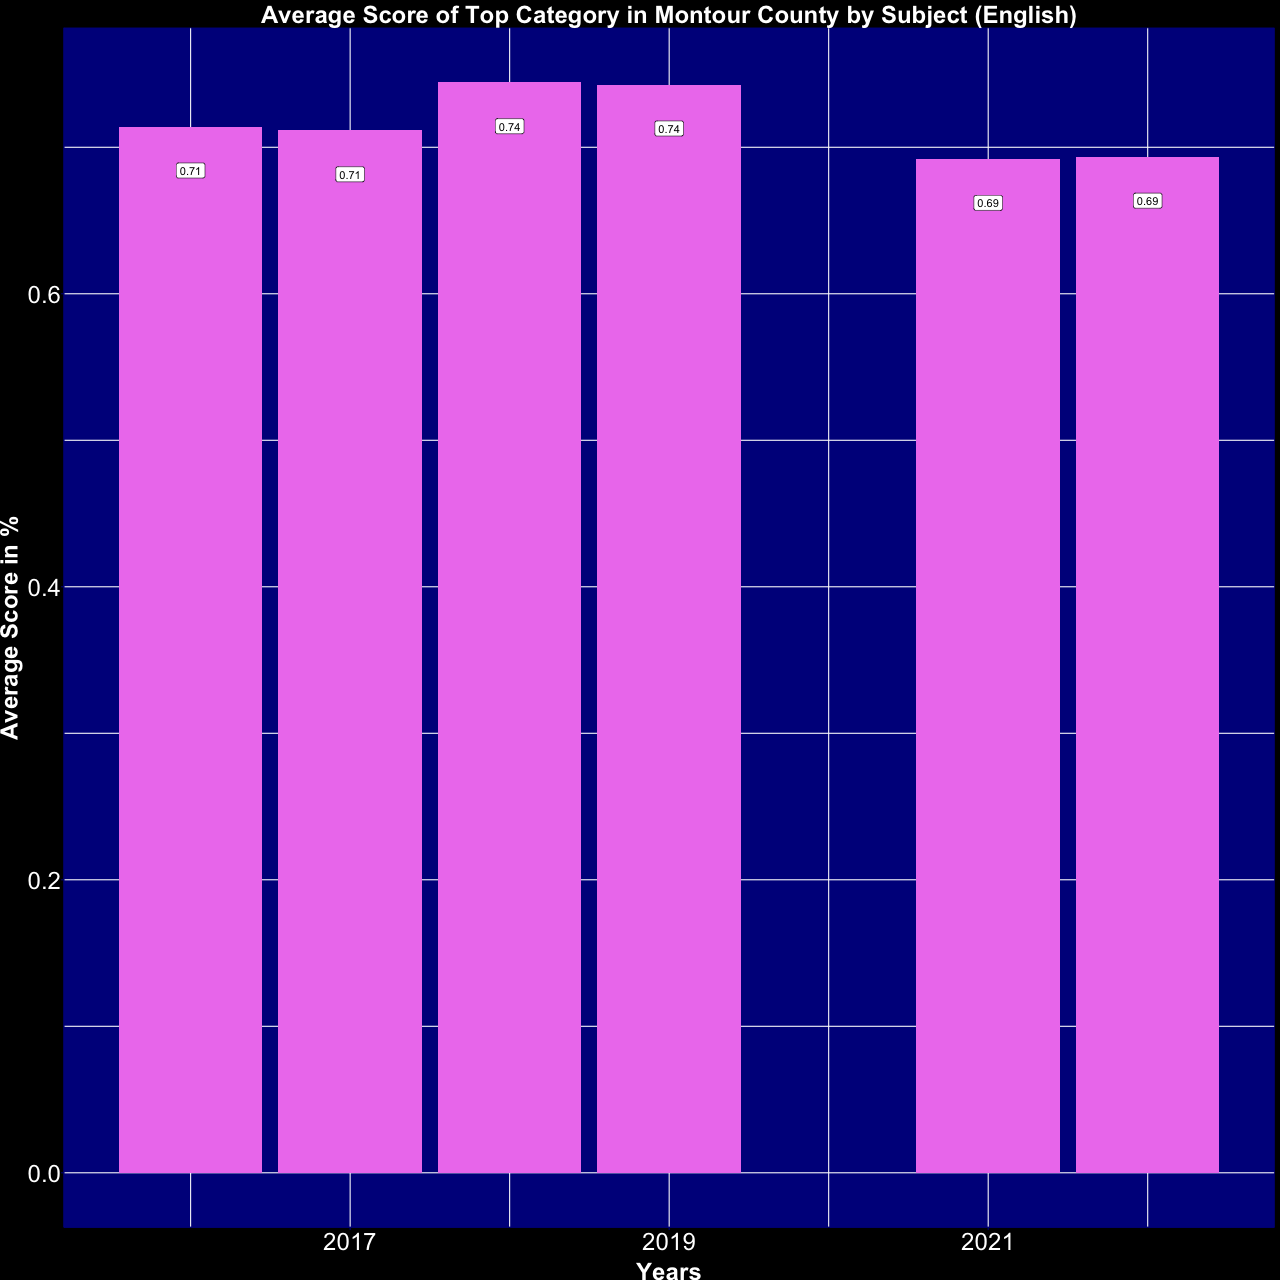 Average Score of Top Category in Montour County by Subject (English)
0.74
0.74
0.71
0.71
0.69
0.69
0.6
0.4
0.2
0.0
Average Score in %
2017 2019 2021
Years